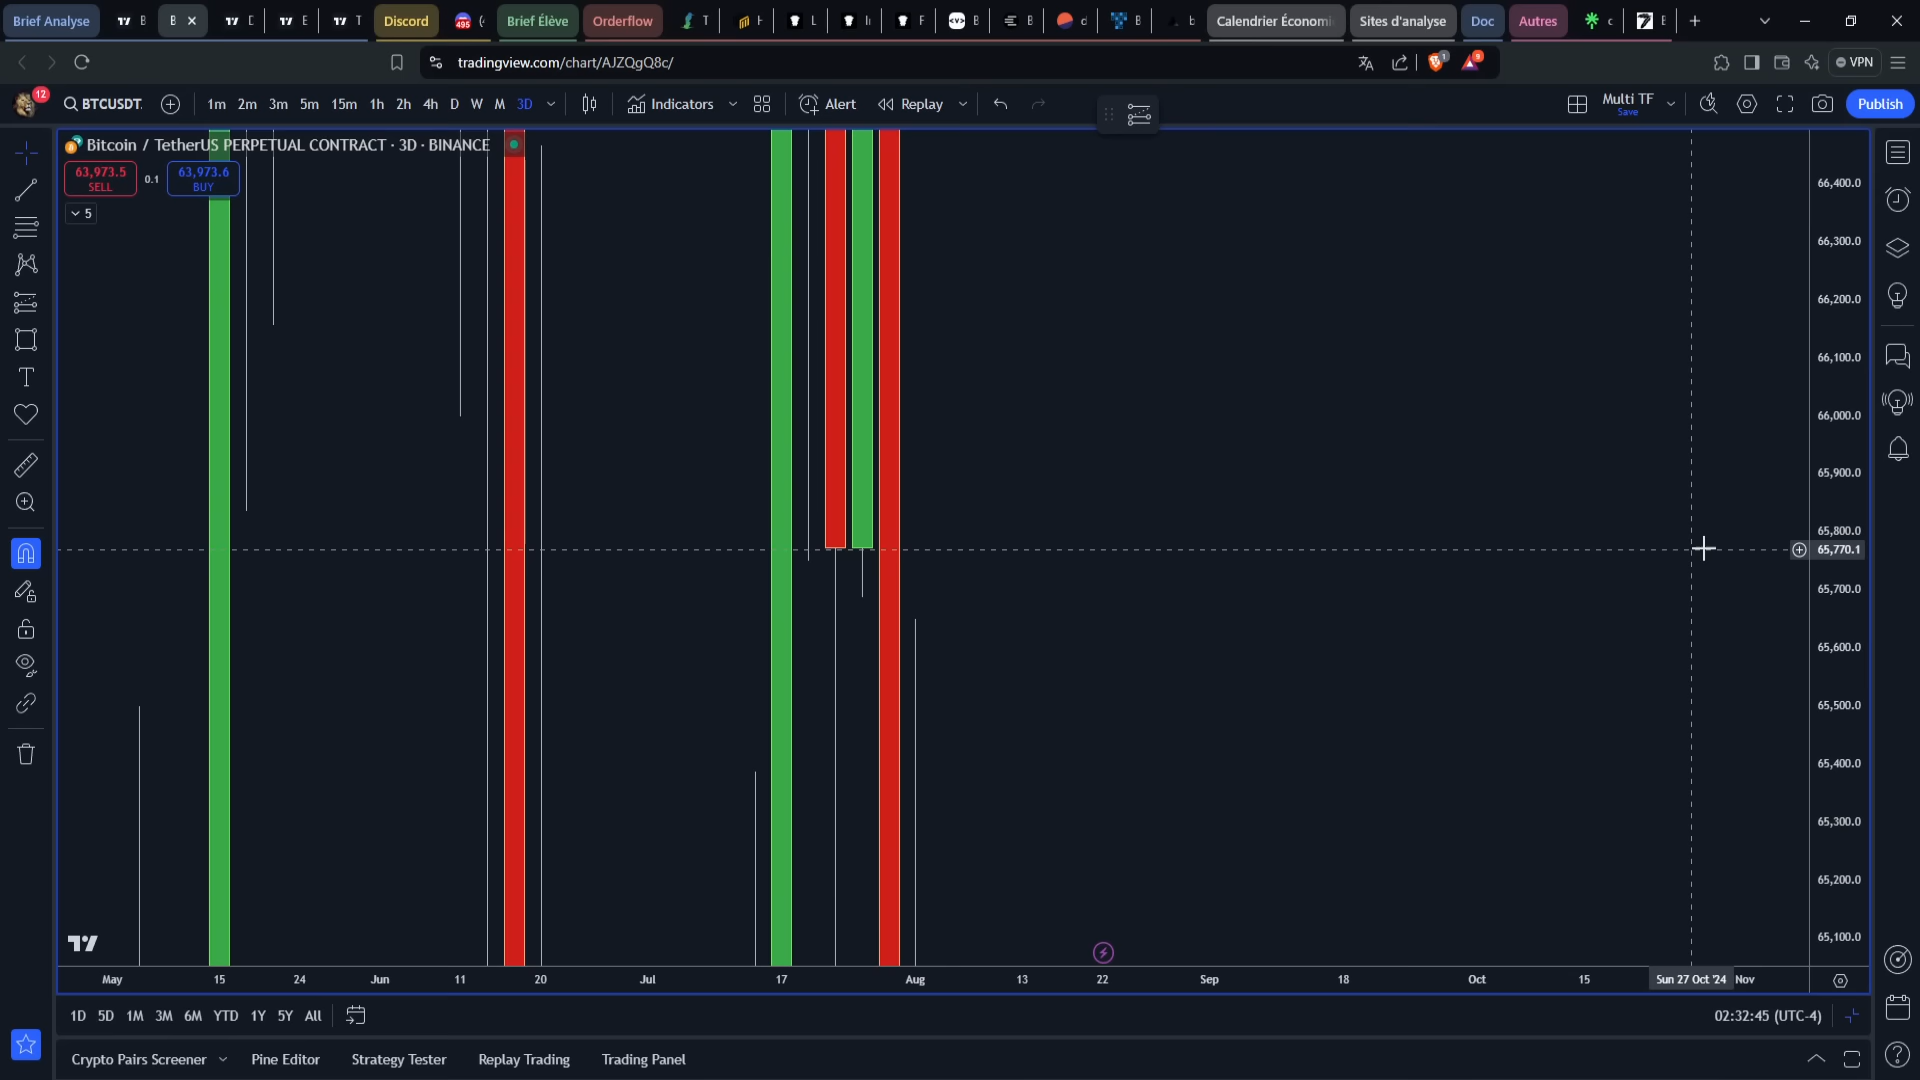 Brief Analyse B B D E T Discord 495 (4 Brief Élève Orderflow T H L F B B d B b Calendrier Économi Sites d'analyse Doc Autres c E
tradingview.com/chart/AJZQgQ8c/ 1 9 VPN
12 BTCUSDT. 1m 2m 3m 5m 15m 1h 2h 4h D W M 3D Indicators Alert Replay Multi TF Save Publish
Bitcoin / TetherUS PERPETUAL CONTRACT · 3D · BINANCE
63,973.5 SELL 0.1 63,973.6 BUY
5
66,400.0
66,300.0
66,200.0
66,100.0
66,000.0
65,900.0
65,800.0
65,770.1
65,700.0
65,600.0
65,500.0
65,400.0
65,300.0
65,200.0
65,100.0
May 15 24 Jun 11 20 Jul 17 Aug 13 22 Sep 18 Oct 15 Sun 27 Oct '24 Nov
1D 5D 1M 3M 6M YTD 1Y 5Y All 02:32:45 (UTC-4)
Crypto Pairs Screener Pine Editor Strategy Tester Replay Trading Trading Panel